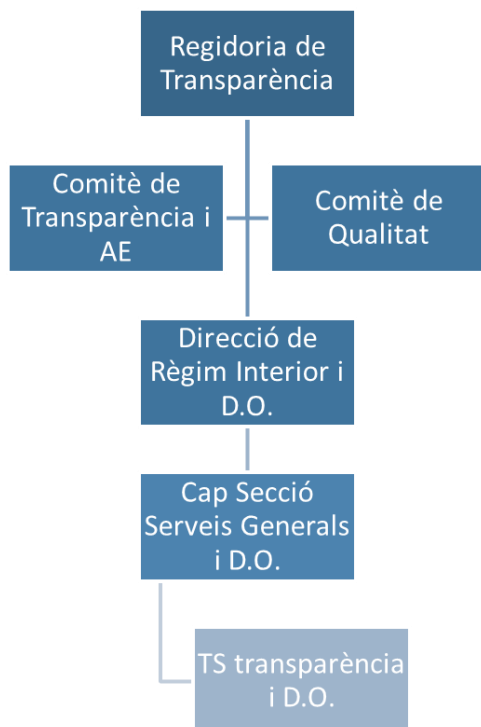 Regidoria de
Transparència
Comitè de
Transparència i
AE
Comitè de
Qualitat
Direcció de
Règim Interior i
D.O.
Cap Secció
Serveis Generals
i D.O.
TS transparència
i D.O.